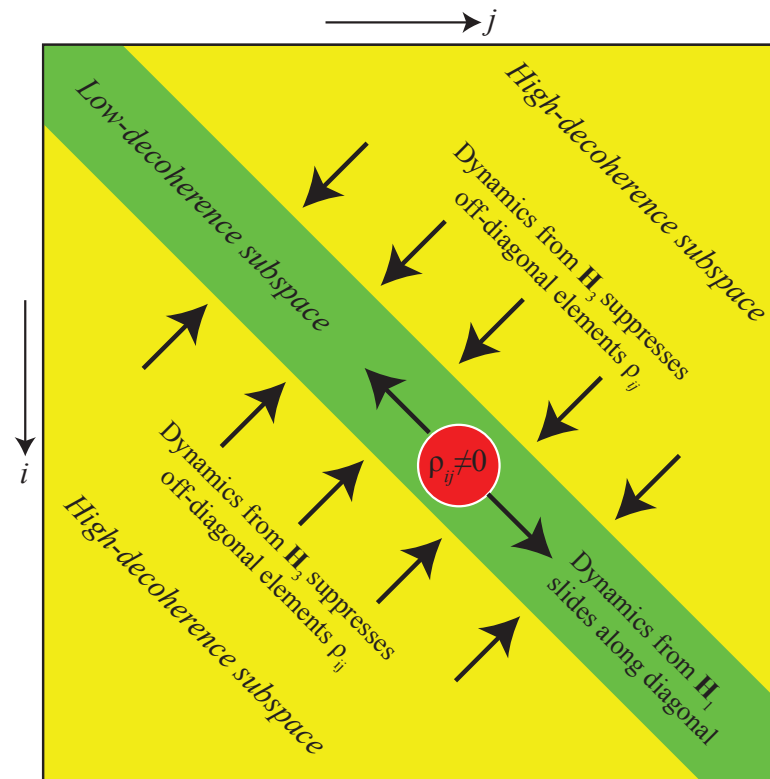 j
High-decoherence subspace
Low-decoherence subspace
Dynamics from H₃ suppresses
off-diagonal elements ρᵢⱼ
ρᵢⱼ≠0
i
Dynamics from H₃ suppresses
off-diagonal elements ρᵢⱼ
High-decoherence subspace
Dynamics from H₁
slides along diagonal